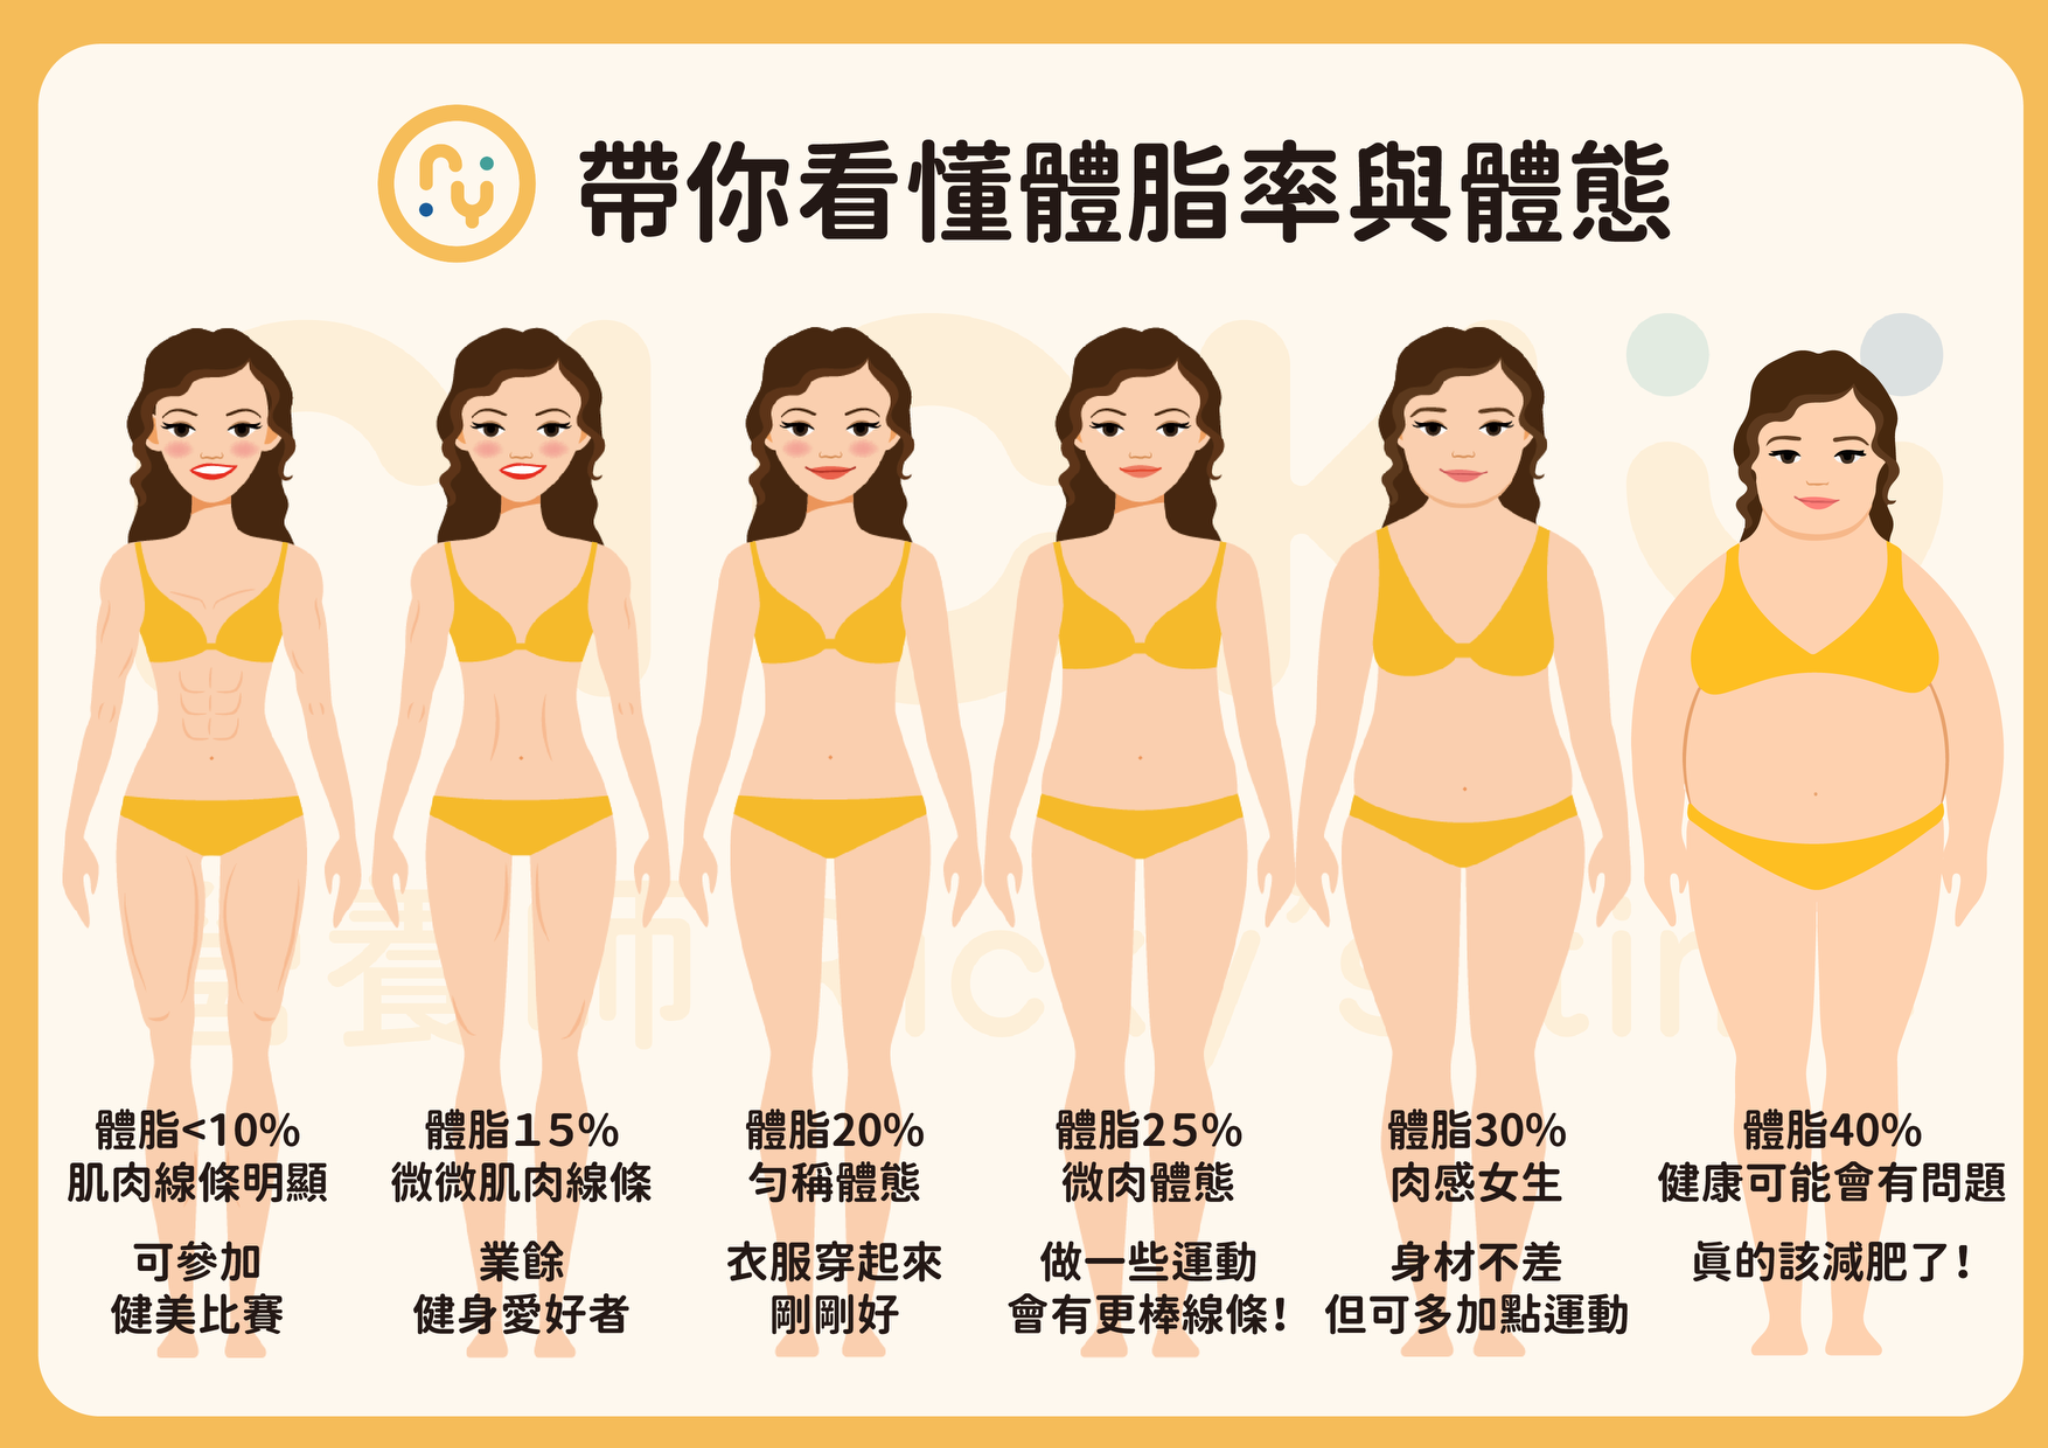 帶你看懂體脂率與體態
體脂<10%
肌肉線條明顯
可參加
健美比賽
體脂15%
微微肌肉線條
業餘
健身愛好者
體脂20%
勻稱體態
衣服穿起來
剛剛好
體脂25%
微肉體態
做一些運動
會有更棒線條！
體脂30%
肉感女生
身材不差
但可多加點運動
體脂40%
健康可能會有問題
真的該減肥了！